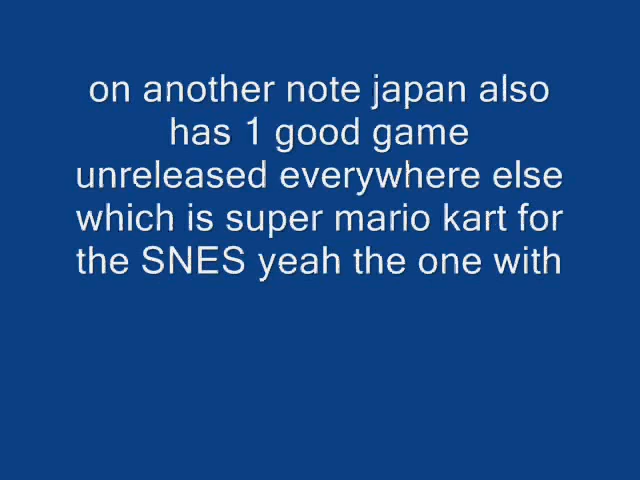 on another note japan also
has 1 good game
unreleased everywhere else
which is super mario kart for
the SNES yeah the one with